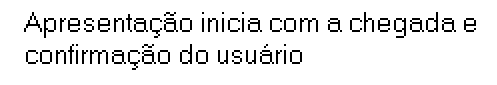 Apresentação inicia com a chegada e
confirmação do usuário